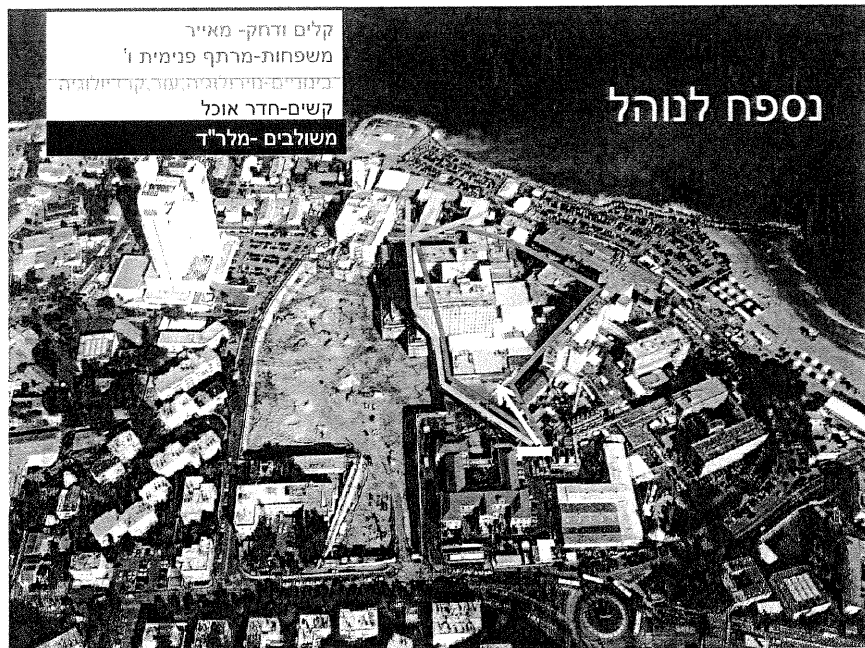 קלים ודחק- מאייר
משפחות-מרתף פנימית ו'
בינוניים-נוירולוגיה,עור,קרדיולוגיה
קשים-חדר אוכל
משולבים -מלר"ד
נספח לנוהל